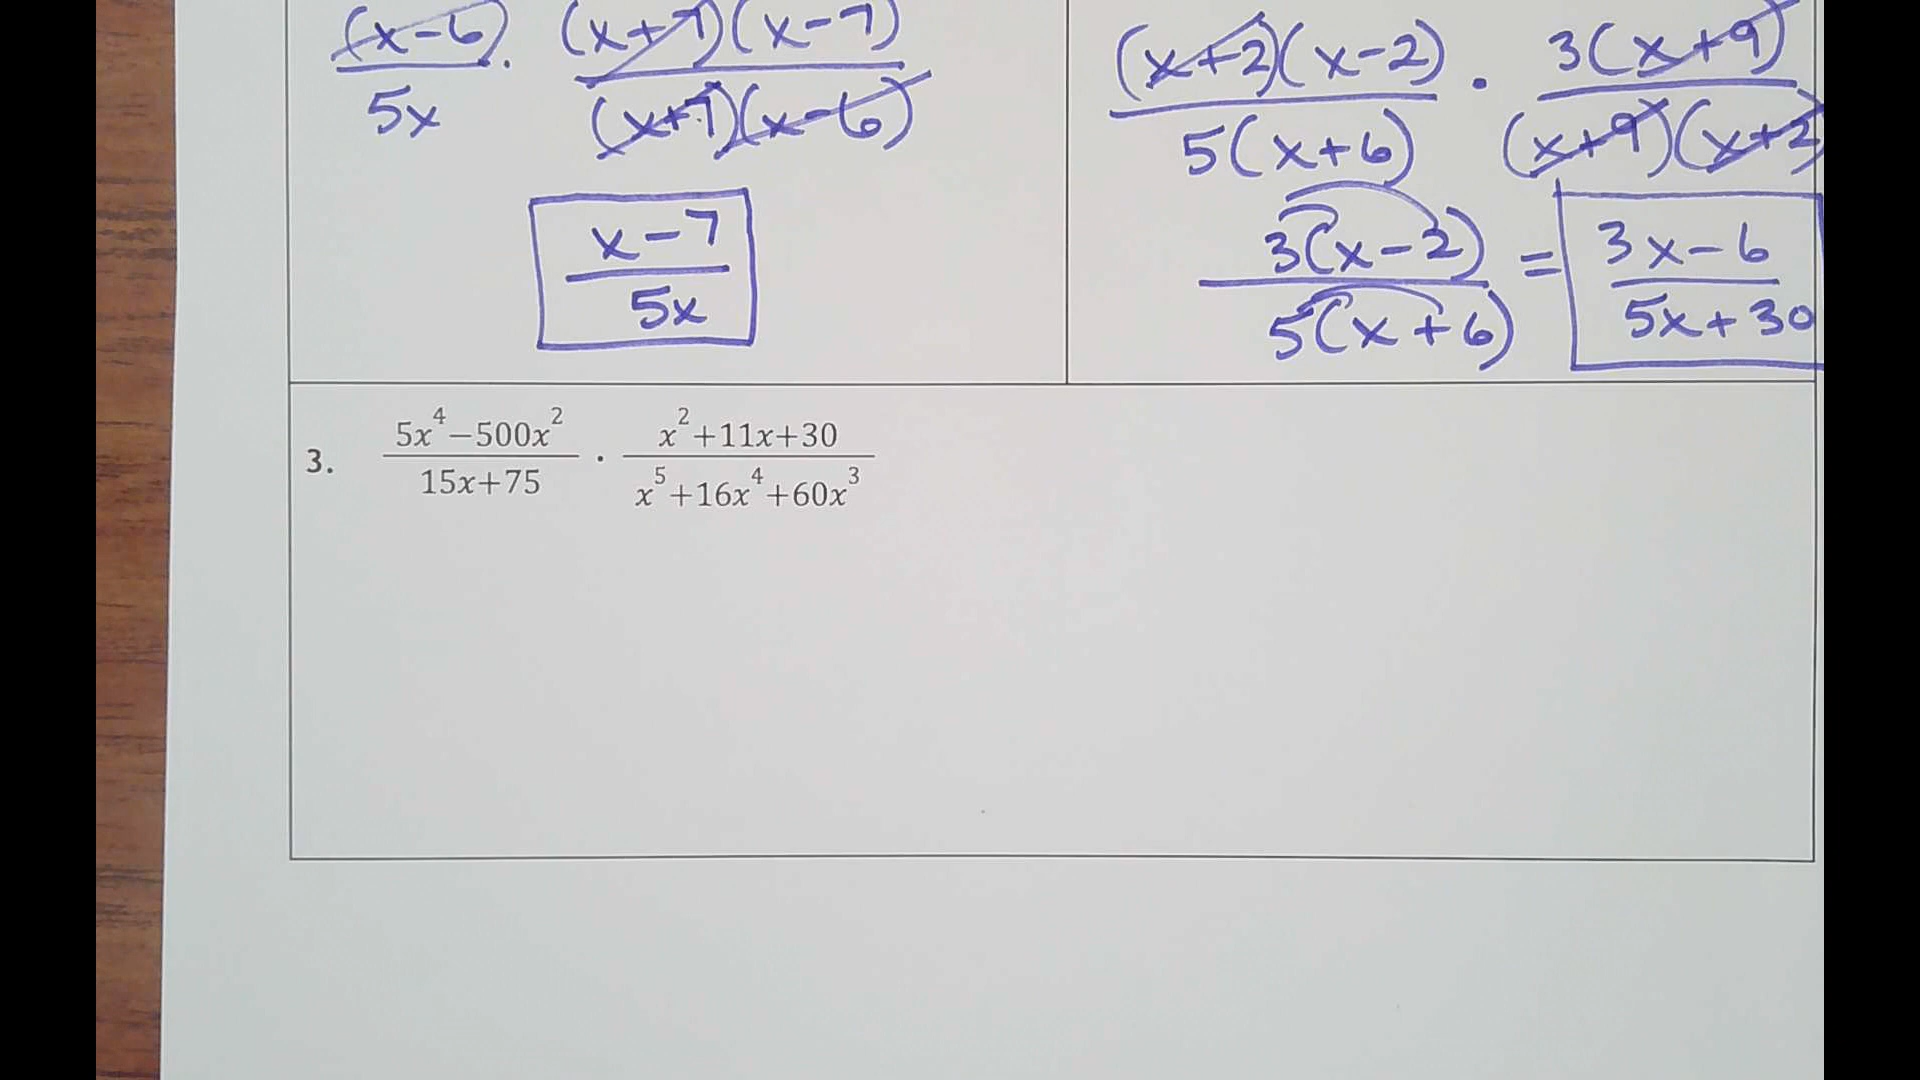 (x-6)/5x · (x+7)(x-7)/(x+7)(x-6)
x-7/5x
(x+2)(x-2)/5(x+6) · 3(x+9)/(x+9)(x+2)
3(x-2)/5(x+6) = 3x-6/5x+30
3. 5x⁴−500x²/15x+75 · x²+11x+30/x⁵+16x⁴+60x³